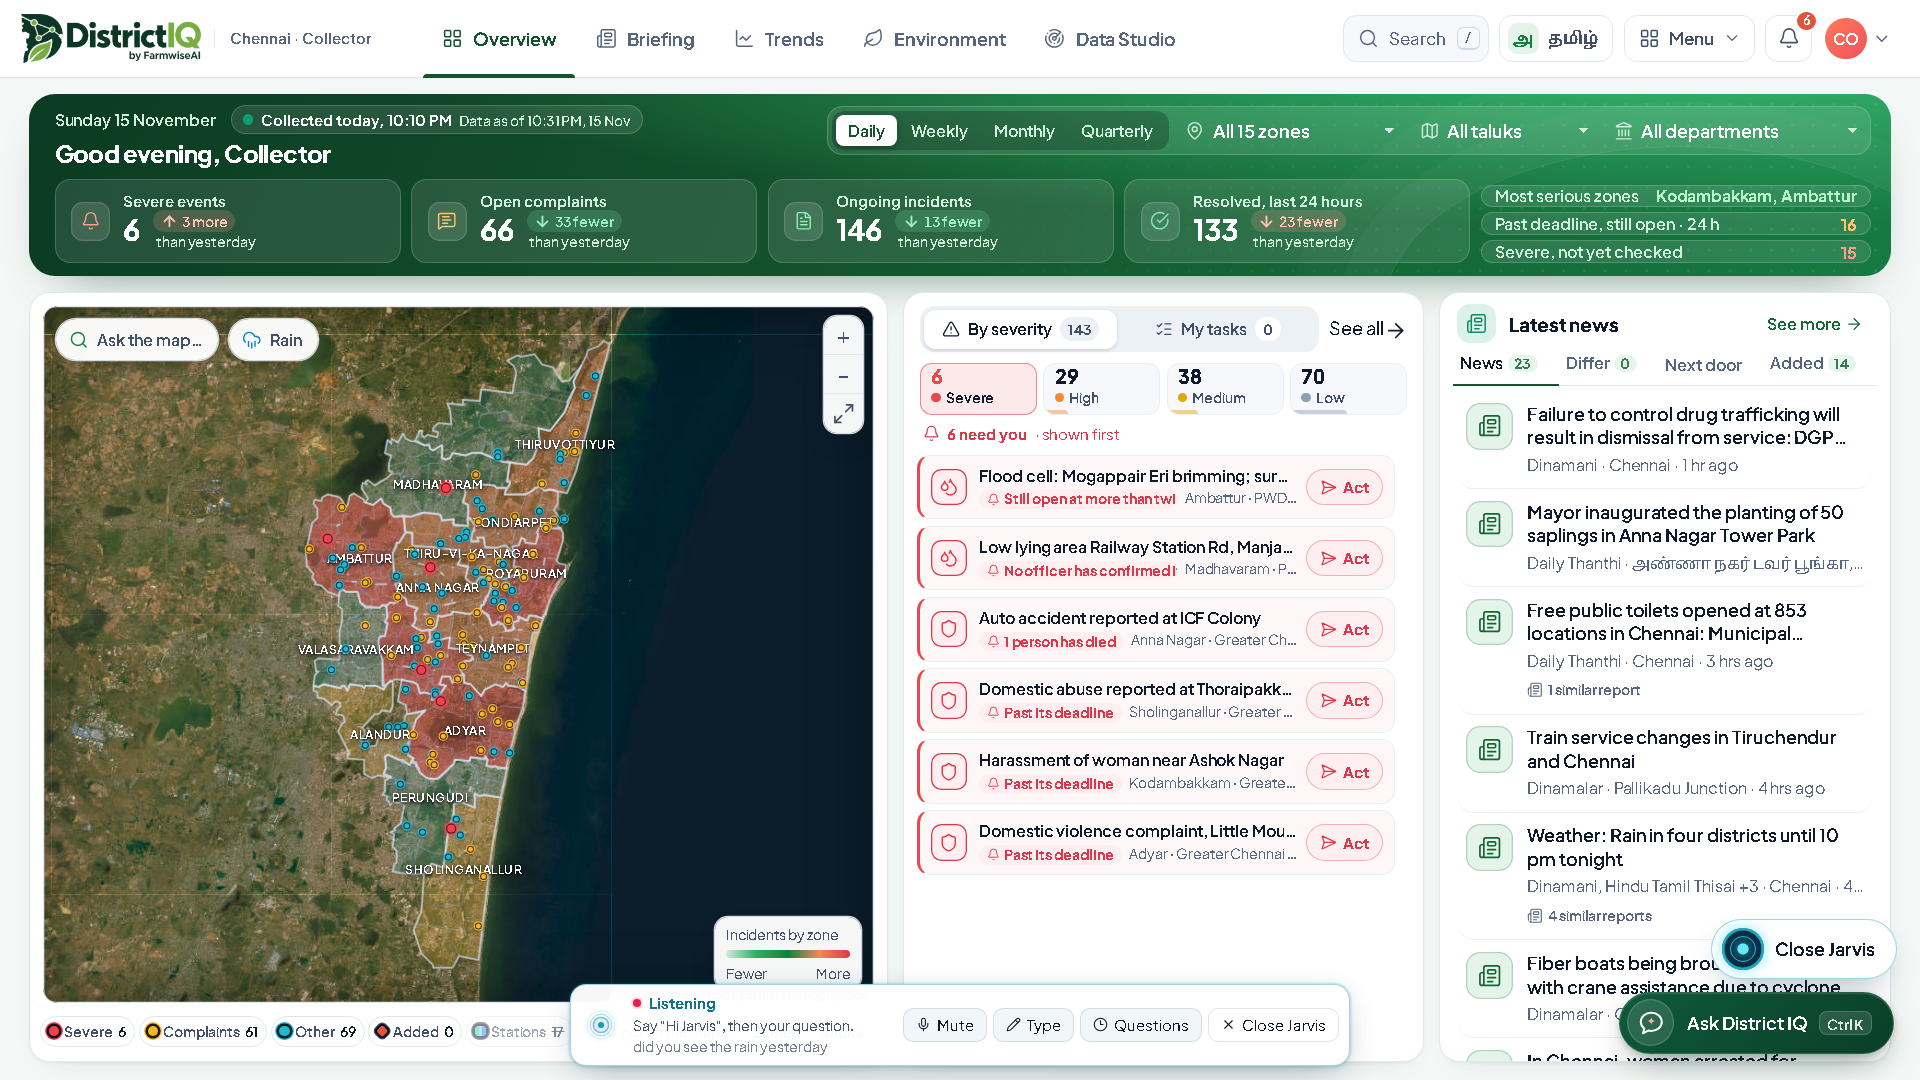 DistrictIQ
by FarmwiseAI
Chennai · Collector
Overview
Briefing
Trends
Environment
Data Studio
Search /
அ தமிழ்
Menu
6
CO
Sunday 15 November
Collected today, 10:10 PM Data as of 10:31 PM, 15 Nov
Good evening, Collector
Daily Weekly Monthly Quarterly
All 15 zones
All taluks
All departments
Severe events
6 3 more
than yesterday
Open complaints
66 33 fewer
than yesterday
Ongoing incidents
146 13 fewer
than yesterday
Resolved, last 24 hours
133 23 fewer
than yesterday
Most serious zones Kodambakkam, Ambattur
Past deadline, still open · 24 h 16
Severe, not yet checked 15
Ask the map...
Rain
+
−
THIRUVOTTIYUR
MADHAVARAM
TONDIARPET
AMBATTUR
THIRU-VI-KA-NAGAR
ROYAPURAM
ANNA NAGAR
VALASARAVAKKAM
TEYNAMPET
ALANDUR
ADYAR
PERUNGUDI
SHOLINGANALLUR
Incidents by zone
Fewer More
Severe 6
Complaints 61
Other 69
Added 0
Stations 17
By severity 143
My tasks 0
See all
6
Severe
29
High
38
Medium
70
Low
6 need you · shown first
Flood cell: Mogappair Eri brimming; sur...
Still open at more than twi Ambattur · PWD...
Act
Low lying area Railway Station Rd, Manja...
No officer has confirmed i Madhavaram · P...
Act
Auto accident reported at ICF Colony
1 person has died Anna Nagar · Greater Ch...
Act
Domestic abuse reported at Thoraipakk...
Past its deadline Sholinganallur · Greater ...
Act
Harassment of woman near Ashok Nagar
Past its deadline Kodambakkam · Greate...
Act
Domestic violence complaint, Little Mou...
Past its deadline Adyar · Greater Chennai ...
Act
Latest news
See more
News 23
Differ 0
Next door
Added 14
Failure to control drug trafficking will
result in dismissal from service: DGP...
Dinamani · Chennai · 1 hr ago
Mayor inaugurated the planting of 50
saplings in Anna Nagar Tower Park
Daily Thanthi · அண்ணா நகர் டவர் பூங்கா,...
Free public toilets opened at 853
locations in Chennai: Municipal...
Daily Thanthi · Chennai · 3 hrs ago
1 similar report
Train service changes in Tiruchendur
and Chennai
Dinamalar · Pallikadu Junction · 4 hrs ago
Weather: Rain in four districts until 10
pm tonight
Dinamani, Hindu Tamil Thisai +3 · Chennai · 4...
4 similar reports
Fiber boats being brou
with crane assistance due to cyclone
Dinamalar ·
In Chennai, woman arrested for
Close Jarvis
Ask District IQ Ctrl K
Listening
Say "Hi Jarvis", then your question.
did you see the rain yesterday
Mute
Type
Questions
Close Jarvis